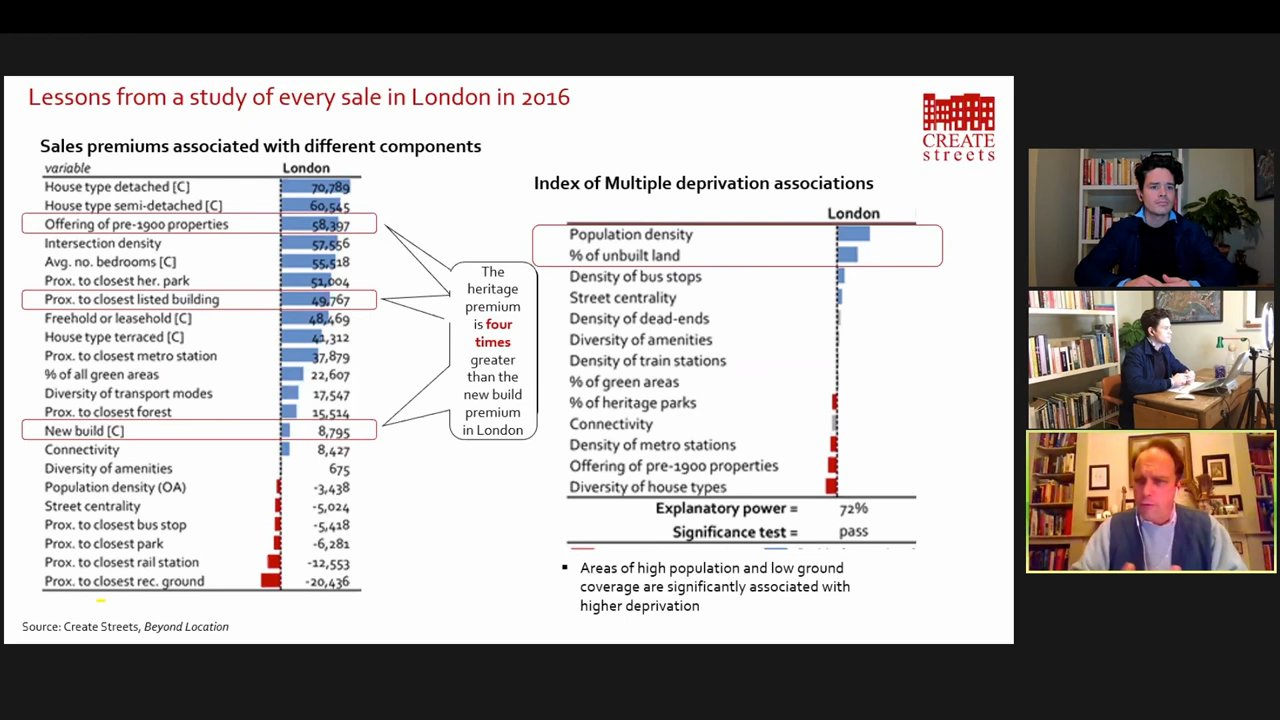 Lessons from a study of every sale in London in 2016
CREATE
streets
Sales premiums associated with different components
variable London
House type detached [C] 70,789
House type semi-detached [C] 60,545
Offering of pre-1900 properties 58,397
Intersection density 57,556
Avg. no. bedrooms [C] 55,518
Prox. to closest her. park 51,004
Prox. to closest listed building 49,767
Freehold or leasehold [C] 48,469
House type terraced [C] 41,312
Prox. to closest metro station 37,879
% of all green areas 22,607
Diversity of transport modes 17,547
Prox. to closest forest 15,514
New build [C] 8,795
Connectivity 8,427
Diversity of amenities 675
Population density (OA) -3,438
Street centrality -5,024
Prox. to closest bus stop -5,418
Prox. to closest park -6,281
Prox. to closest rail station -12,553
Prox. to closest rec. ground -20,436
The
heritage
premium
is four
times
greater
than the
new build
premium
in London
Index of Multiple deprivation associations
London
Population density
% of unbuilt land
Density of bus stops
Street centrality
Density of dead-ends
Diversity of amenities
Density of train stations
% of green areas
% of heritage parks
Connectivity
Density of metro stations
Offering of pre-1900 properties
Diversity of house types
Explanatory power = 72%
Significance test = pass
▪ Areas of high population and low ground
coverage are significantly associated with
higher deprivation
Source: Create Streets, Beyond Location